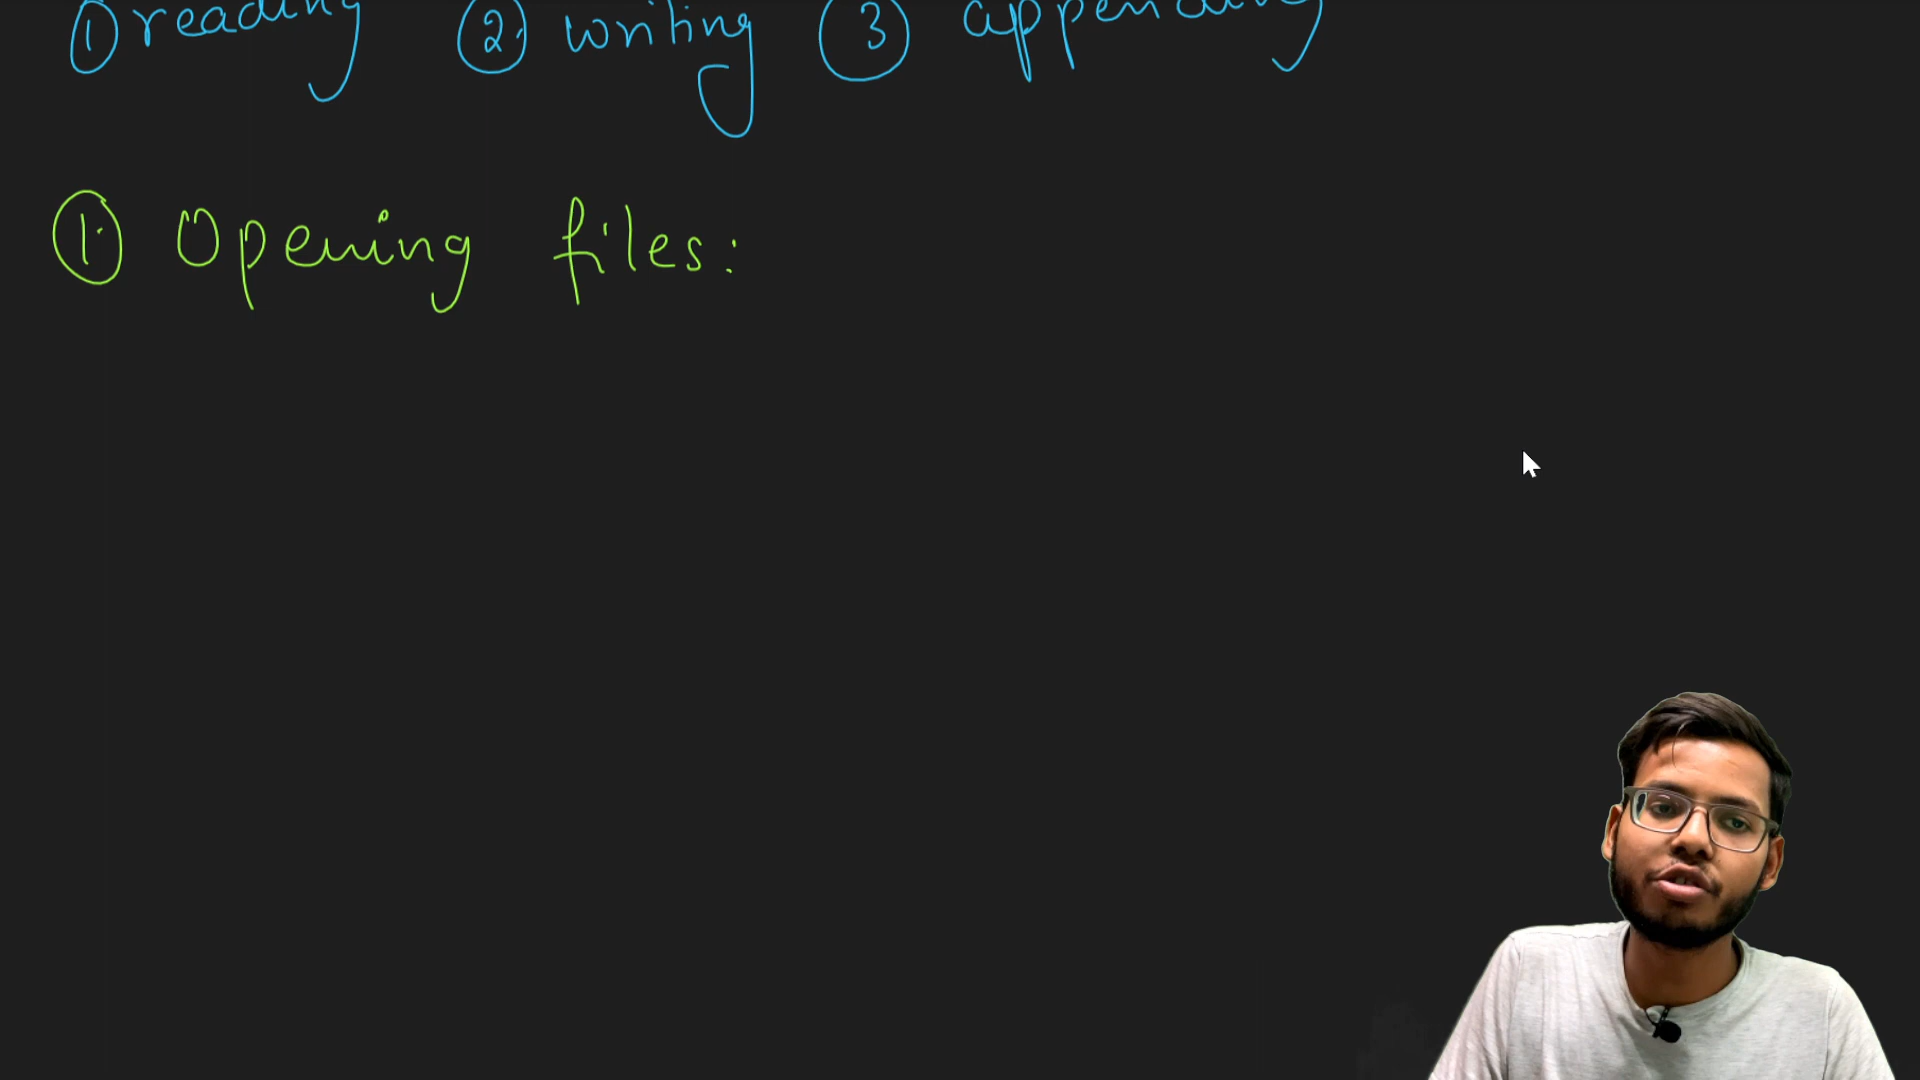 ① reading ② writing ③ appending
① Opening files: